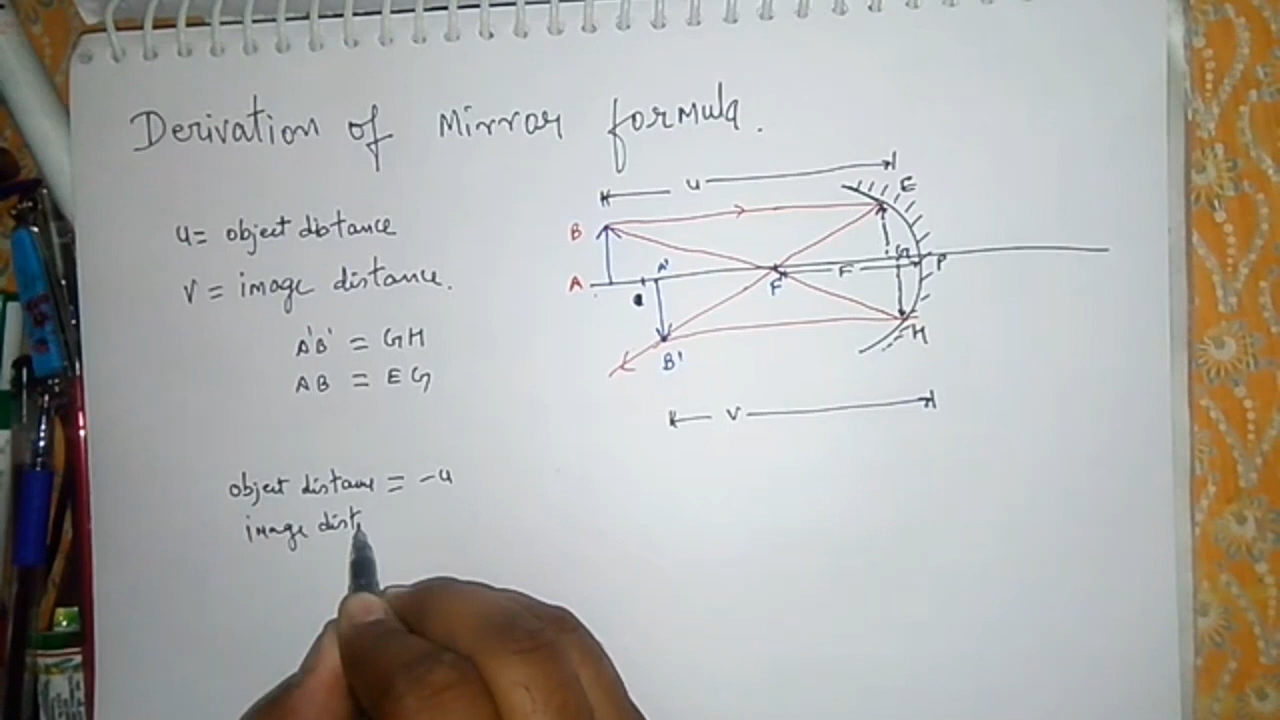 Derivation of Mirror formula.
u = object distance
v = image distance.
A'B' = GH
AB = EG
object distance = -u
image dist
u
E
B
A
A'
F
F
G
P
H
B'
v